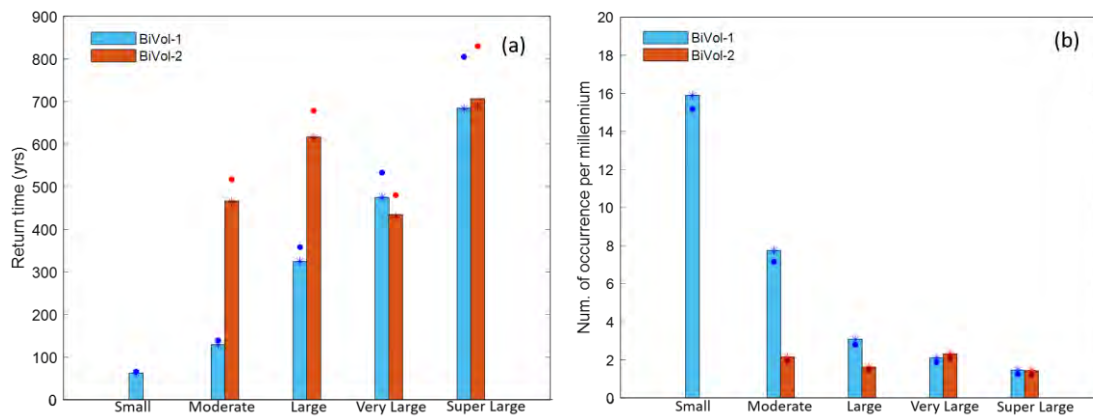 900
800
700
600
500
400
300
200
100
0
Return time (yrs)
BiVol-1
BiVol-2
(a)
Small Moderate Large Very Large Super Large
20
18
16
14
12
10
8
6
4
2
0
Num. of occurrence per millennium
BiVol-1
BiVol-2
(b)
Small Moderate Large Very Large Super Large